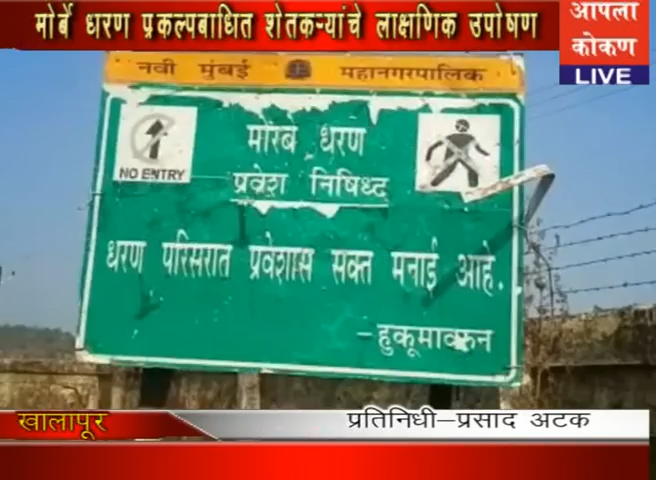 मोर्बे धरण प्रकल्पबाधित शेतकऱ्यांचे लाक्षणिक उपोषण
आपला
कोकण
LIVE
नवी मुंबई महानगरपालिक
NO ENTRY
मोरबे धरण
प्रवेश निषिध्द
धरण परिसरात प्रवेशास सक्त मनाई आहे.
-हुकूमावरुन
खालापूर
प्रतिनिधी-प्रसाद अटक